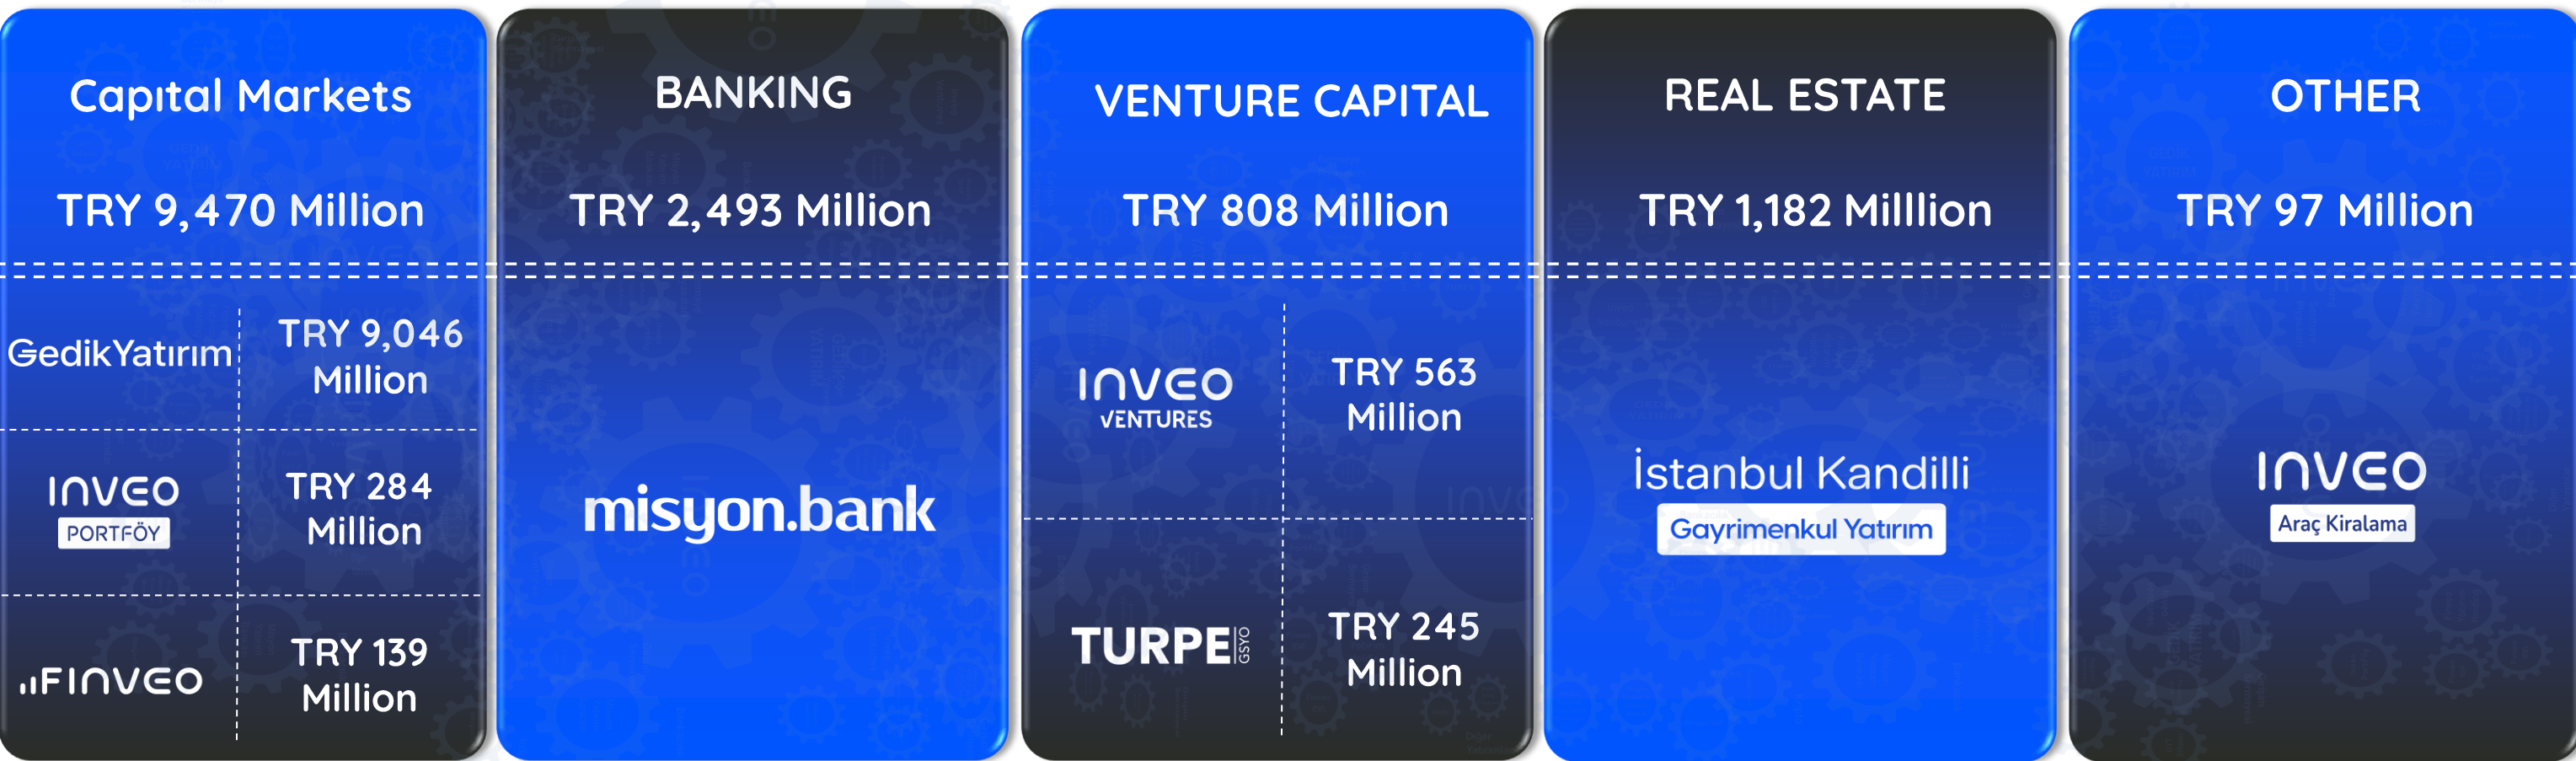 Capıtal Markets
TRY 9,470 Million
GedikYatırım
TRY 9,046
Million
INVEO
PORTFÖY
TRY 284
Million
FINVEO
TRY 139
Million
BANKING
TRY 2,493 Million
misyon.bank
VENTURE CAPITAL
TRY 808 Million
INVEO
VENTURES
TRY 563
Million
TURPE GSYO
TRY 245
Million
REAL ESTATE
TRY 1,182 Milllion
İstanbul Kandilli
Gayrimenkul Yatırım
OTHER
TRY 97 Million
INVEO
Araç Kiralama